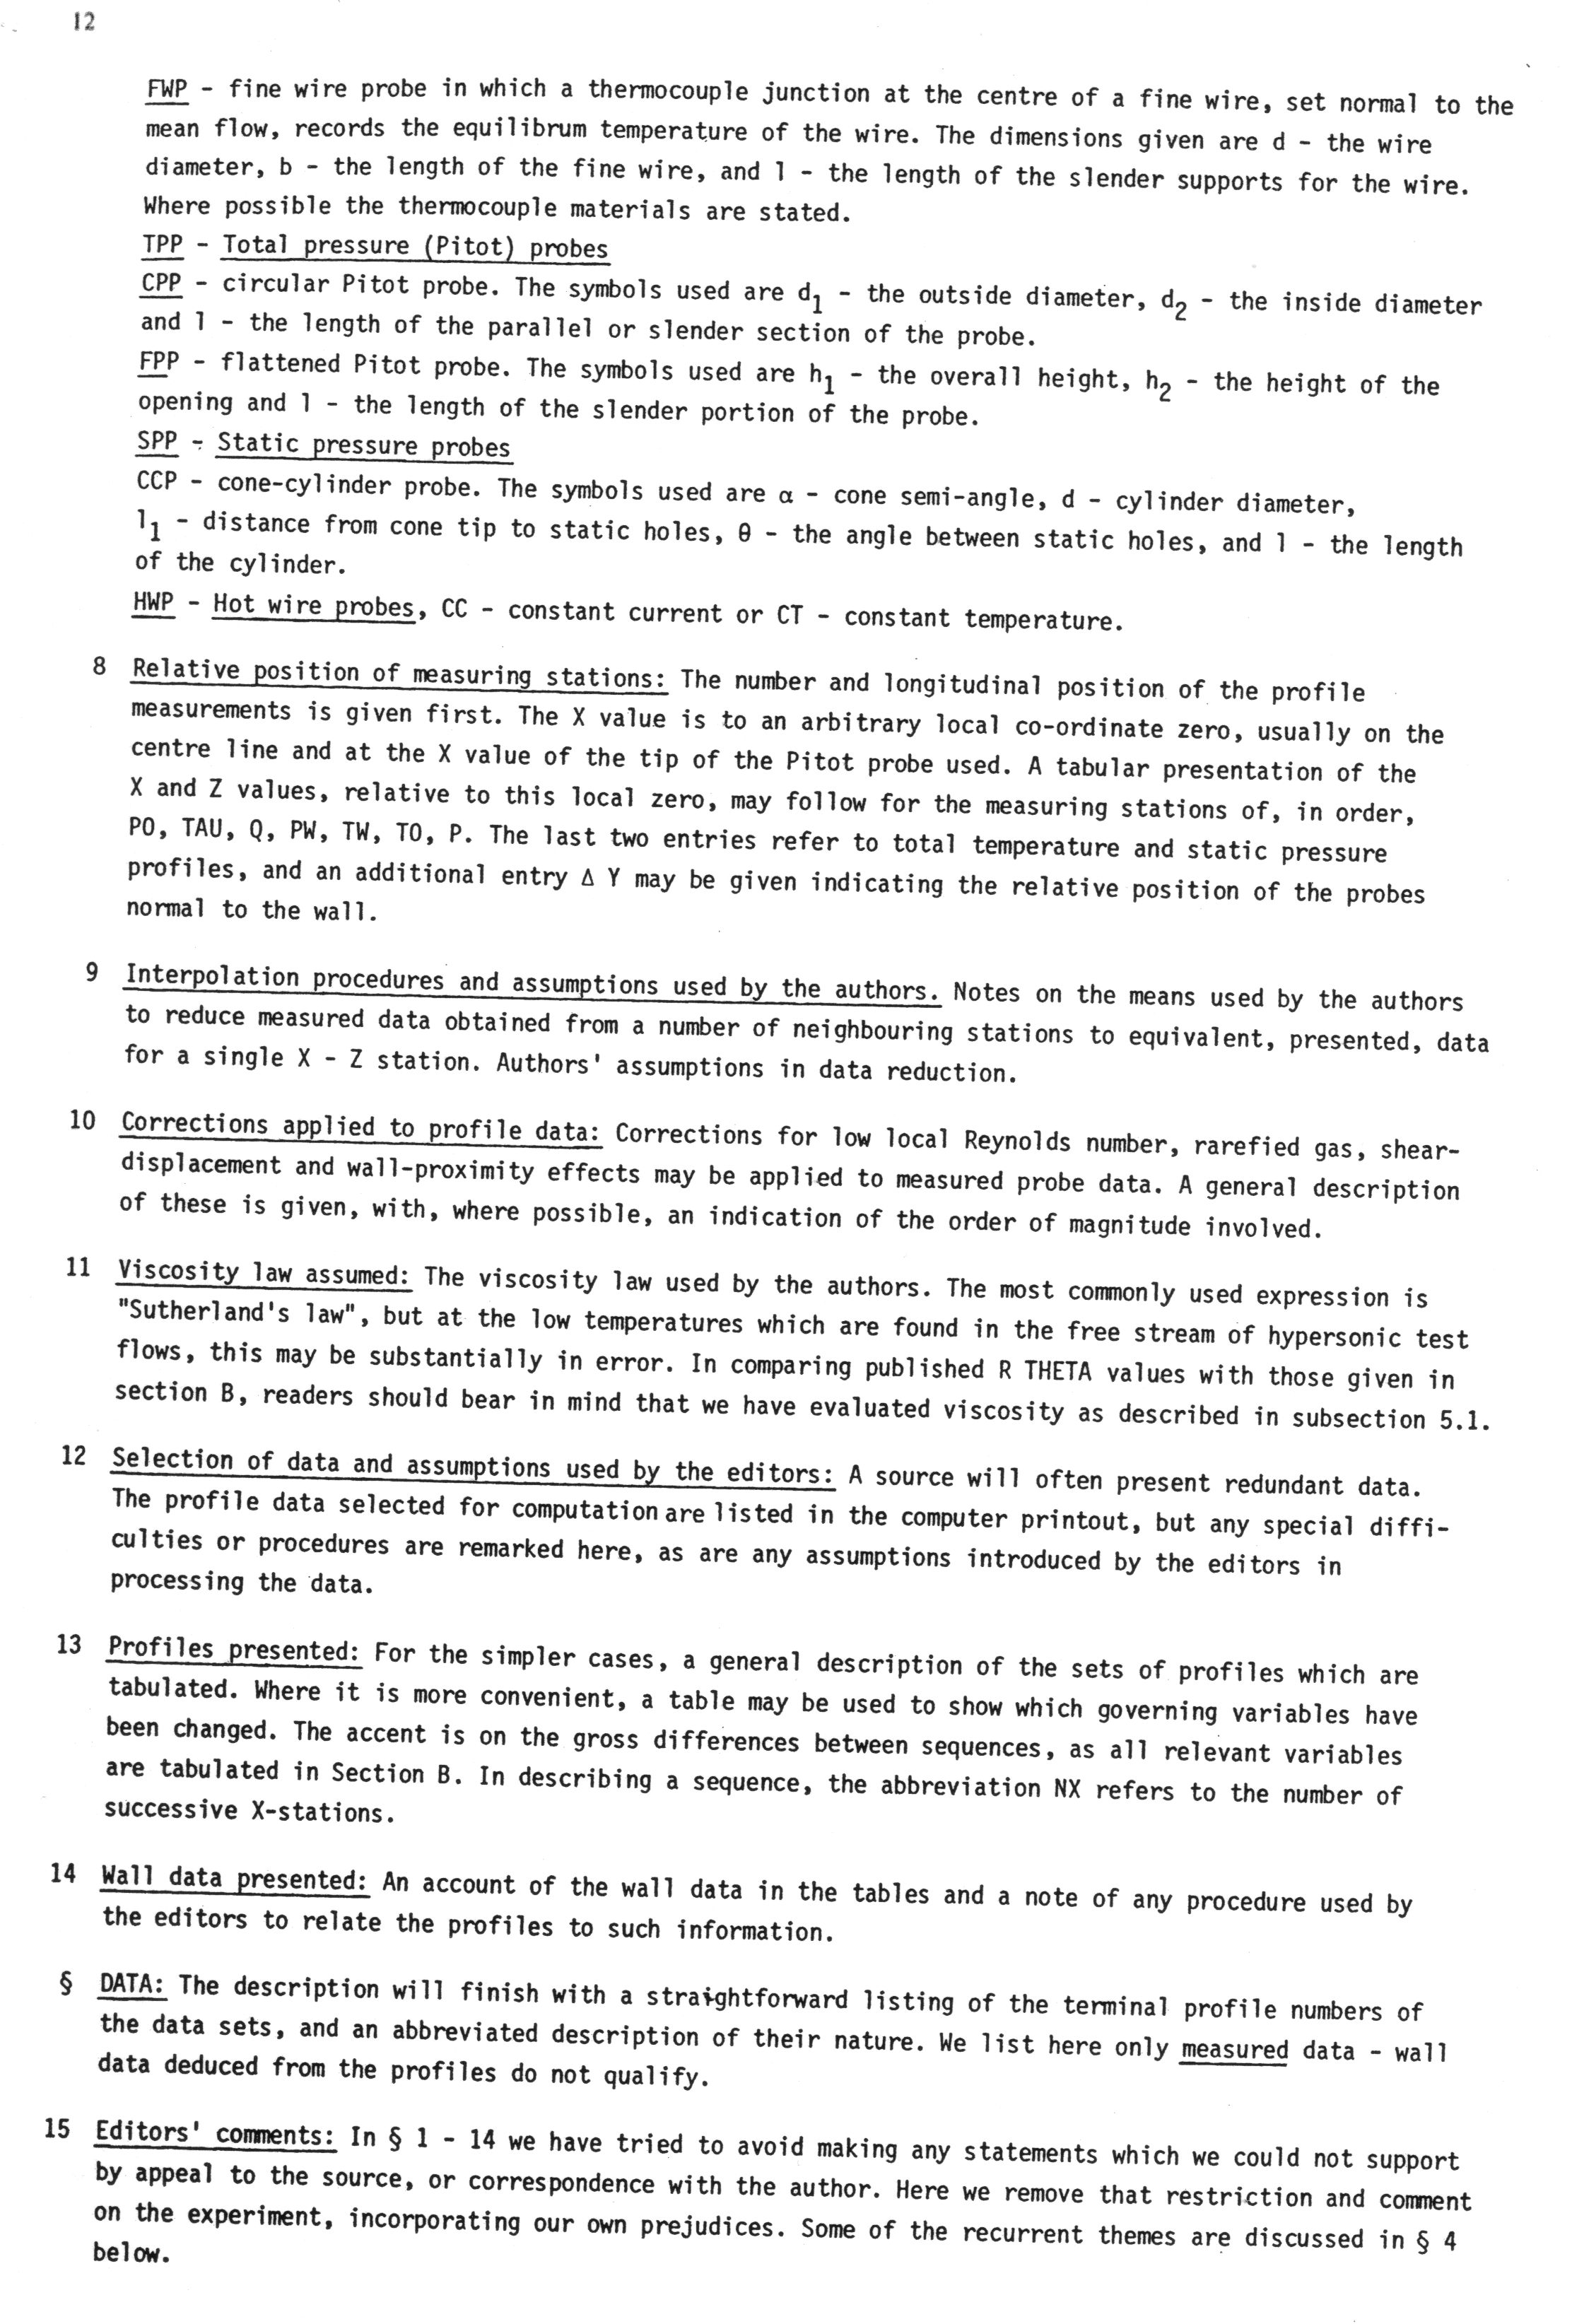 12
FWP - fine wire probe in which a thermocouple junction at the centre of a fine wire, set normal to the
mean flow, records the equilibrum temperature of the wire. The dimensions given are d - the wire
diameter, b - the length of the fine wire, and l - the length of the slender supports for the wire.
Where possible the thermocouple materials are stated.
TPP - Total pressure (Pitot) probes
CPP - circular Pitot probe. The symbols used are d₁ - the outside diameter, d₂ - the inside diameter
and l - the length of the parallel or slender section of the probe.
FPP - flattened Pitot probe. The symbols used are h₁ - the overall height, h₂ - the height of the
opening and l - the length of the slender portion of the probe.
SPP - Static pressure probes
CCP - cone-cylinder probe. The symbols used are α - cone semi-angle, d - cylinder diameter,
l₁ - distance from cone tip to static holes, θ - the angle between static holes, and l - the length
of the cylinder.
HWP - Hot wire probes, CC - constant current or CT - constant temperature.
8 Relative position of measuring stations: The number and longitudinal position of the profile
measurements is given first. The X value is to an arbitrary local co-ordinate zero, usually on the
centre line and at the X value of the tip of the Pitot probe used. A tabular presentation of the
X and Z values, relative to this local zero, may follow for the measuring stations of, in order,
PO, TAU, Q, PW, TW, TO, P. The last two entries refer to total temperature and static pressure
profiles, and an additional entry Δ Y may be given indicating the relative position of the probes
normal to the wall.
9 Interpolation procedures and assumptions used by the authors. Notes on the means used by the authors
to reduce measured data obtained from a number of neighbouring stations to equivalent, presented, data
for a single X - Z station. Authors' assumptions in data reduction.
10 Corrections applied to profile data: Corrections for low local Reynolds number, rarefied gas, shear-
displacement and wall-proximity effects may be applied to measured probe data. A general description
of these is given, with, where possible, an indication of the order of magnitude involved.
11 Viscosity law assumed: The viscosity law used by the authors. The most commonly used expression is
"Sutherland's law", but at the low temperatures which are found in the free stream of hypersonic test
flows, this may be substantially in error. In comparing published R THETA values with those given in
section B, readers should bear in mind that we have evaluated viscosity as described in subsection 5.1.
12 Selection of data and assumptions used by the editors: A source will often present redundant data.
The profile data selected for computation are listed in the computer printout, but any special diffi-
culties or procedures are remarked here, as are any assumptions introduced by the editors in
processing the data.
13 Profiles presented: For the simpler cases, a general description of the sets of profiles which are
tabulated. Where it is more convenient, a table may be used to show which governing variables have
been changed. The accent is on the gross differences between sequences, as all relevant variables
are tabulated in Section B. In describing a sequence, the abbreviation NX refers to the number of
successive X-stations.
14 Wall data presented: An account of the wall data in the tables and a note of any procedure used by
the editors to relate the profiles to such information.
§ DATA: The description will finish with a straightforward listing of the terminal profile numbers of
the data sets, and an abbreviated description of their nature. We list here only measured data - wall
data deduced from the profiles do not qualify.
15 Editors' comments: In § 1 - 14 we have tried to avoid making any statements which we could not support
by appeal to the source, or correspondence with the author. Here we remove that restriction and comment
on the experiment, incorporating our own prejudices. Some of the recurrent themes are discussed in § 4
below.